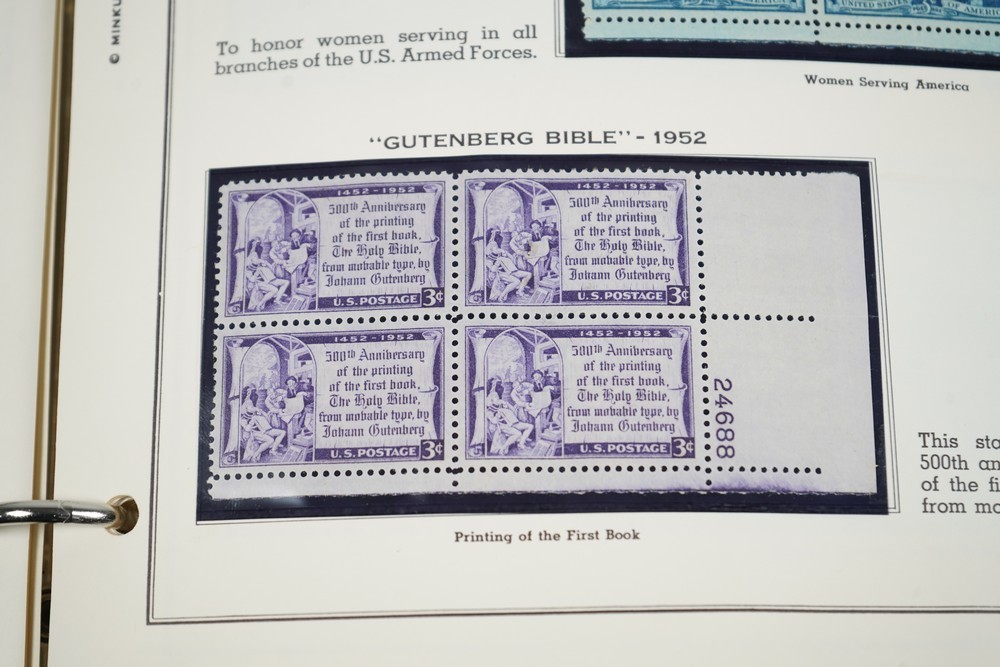 © MINKU
UNITED STATES
OF AMERICA
To honor women serving in all
branches of the U.S. Armed Forces.
Women Serving America
"GUTENBERG BIBLE" - 1952
1452-1952
500th Anniversary
of the printing
of the first book,
The Holy Bible,
from movable type, by
Johann Gutenberg
U.S. POSTAGE 3¢
1452-1952
500th Anniversary
of the printing
of the first book,
The Holy Bible,
from movable type, by
Johann Gutenberg
U.S. POSTAGE 3¢
1452-1952
500th Anniversary
of the printing
of the first book,
The Holy Bible,
from movable type, by
Johann Gutenberg
U.S. POSTAGE 3¢
1452-1952
500th Anniversary
of the printing
of the first book,
The Holy Bible,
from movable type, by
Johann Gutenberg
U.S. POSTAGE 3¢
24688
Printing of the First Book
This sta
500th an
of the fi
from mo